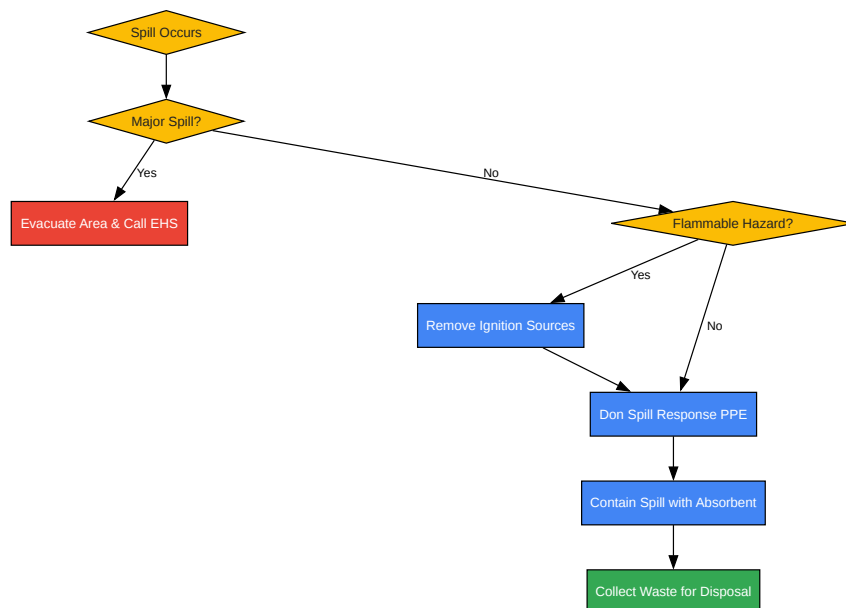 Spill Occurs
Major Spill?
Yes
No
Evacuate Area & Call EHS
Flammable Hazard?
Yes
Remove Ignition Sources
No
Don Spill Response PPE
Contain Spill with Absorbent
Collect Waste for Disposal